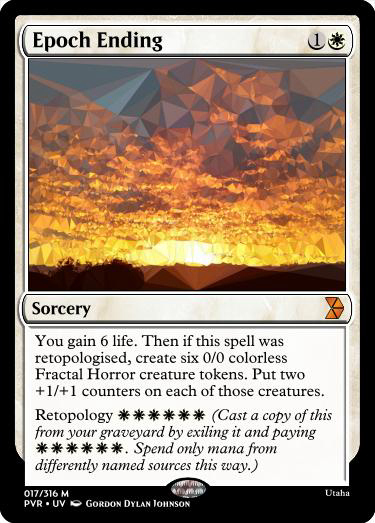 Epoch Ending 1
Sorcery
You gain 6 life. Then if this spell was
retopologised, create six 0/0 colorless
Fractal Horror creature tokens. Put two
+1/+1 counters on each of those creatures.
Retopology ⁕⁕⁕⁕⁕⁕ (Cast a copy of this
from your graveyard by exiling it and paying
⁕⁕⁕⁕⁕⁕. Spend only mana from
differently named sources this way.)
017/316 M
Utaha
PVR • UV Gordon Dylan Johnson